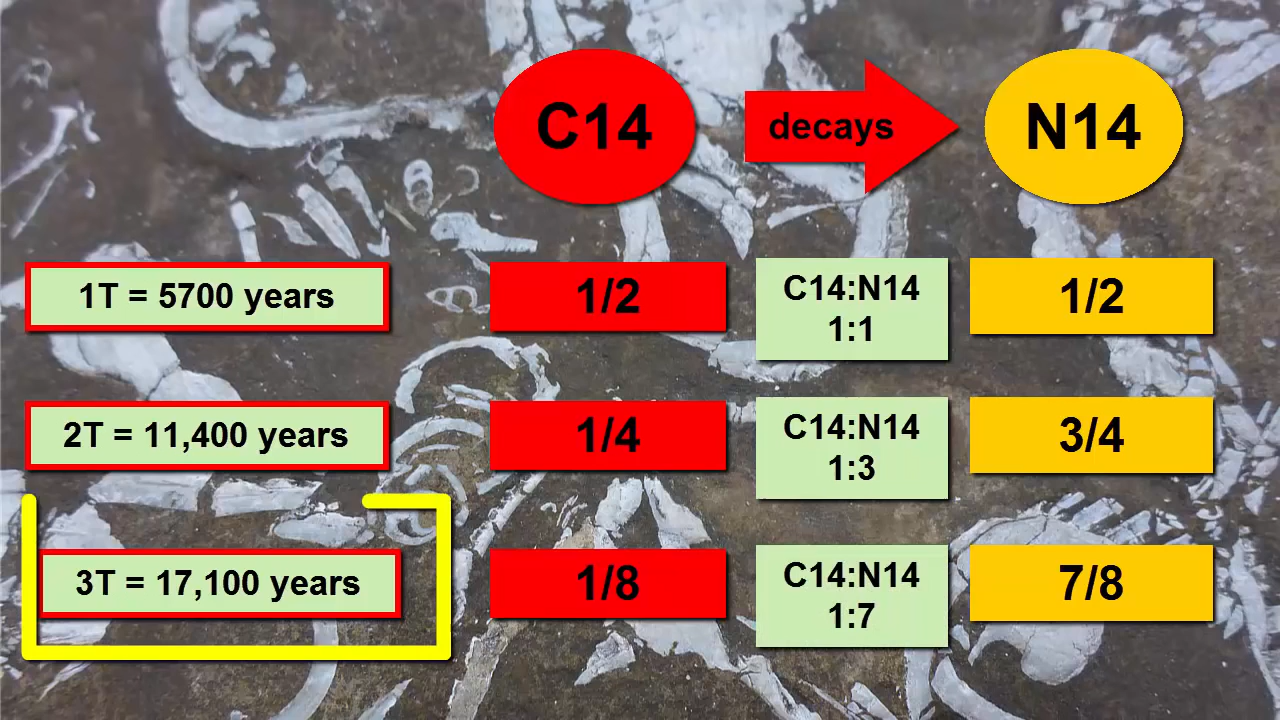 C14
decays
N14
1T = 5700 years
1/2
C14:N14
1:1
1/2
2T = 11,400 years
1/4
C14:N14
1:3
3/4
3T = 17,100 years
1/8
C14:N14
1:7
7/8